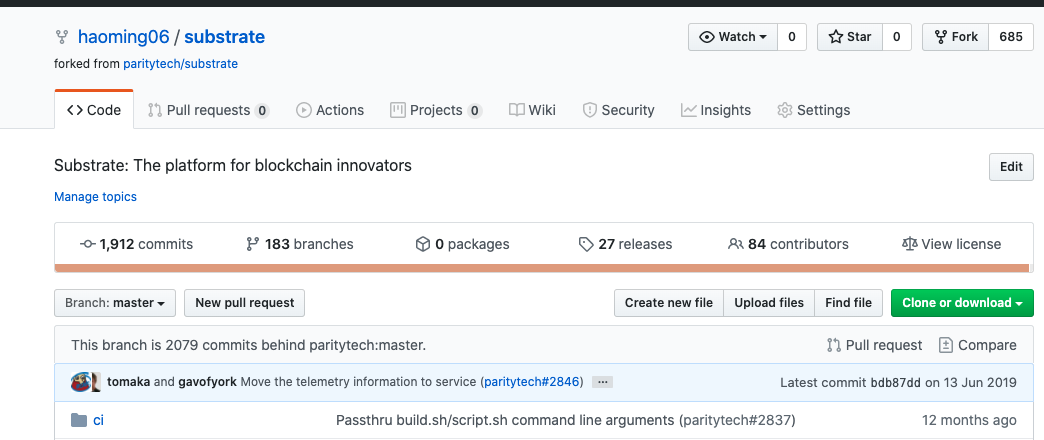 haoming06 / substrate
Watch 0 Star 0 Fork 685
forked from paritytech/substrate
Code Pull requests 0 Actions Projects 0 Wiki Security Insights Settings
Substrate: The platform for blockchain innovators
Edit
Manage topics
1,912 commits 183 branches 0 packages 27 releases 84 contributors View license
Branch: master New pull request Create new file Upload files Find file Clone or download
This branch is 2079 commits behind paritytech:master. Pull request Compare
tomaka and gavofyork Move the telemetry information to service (paritytech#2846) ... Latest commit bdb87dd on 13 Jun 2019
ci Passthru build.sh/script.sh command line arguments (paritytech#2837) 12 months ago